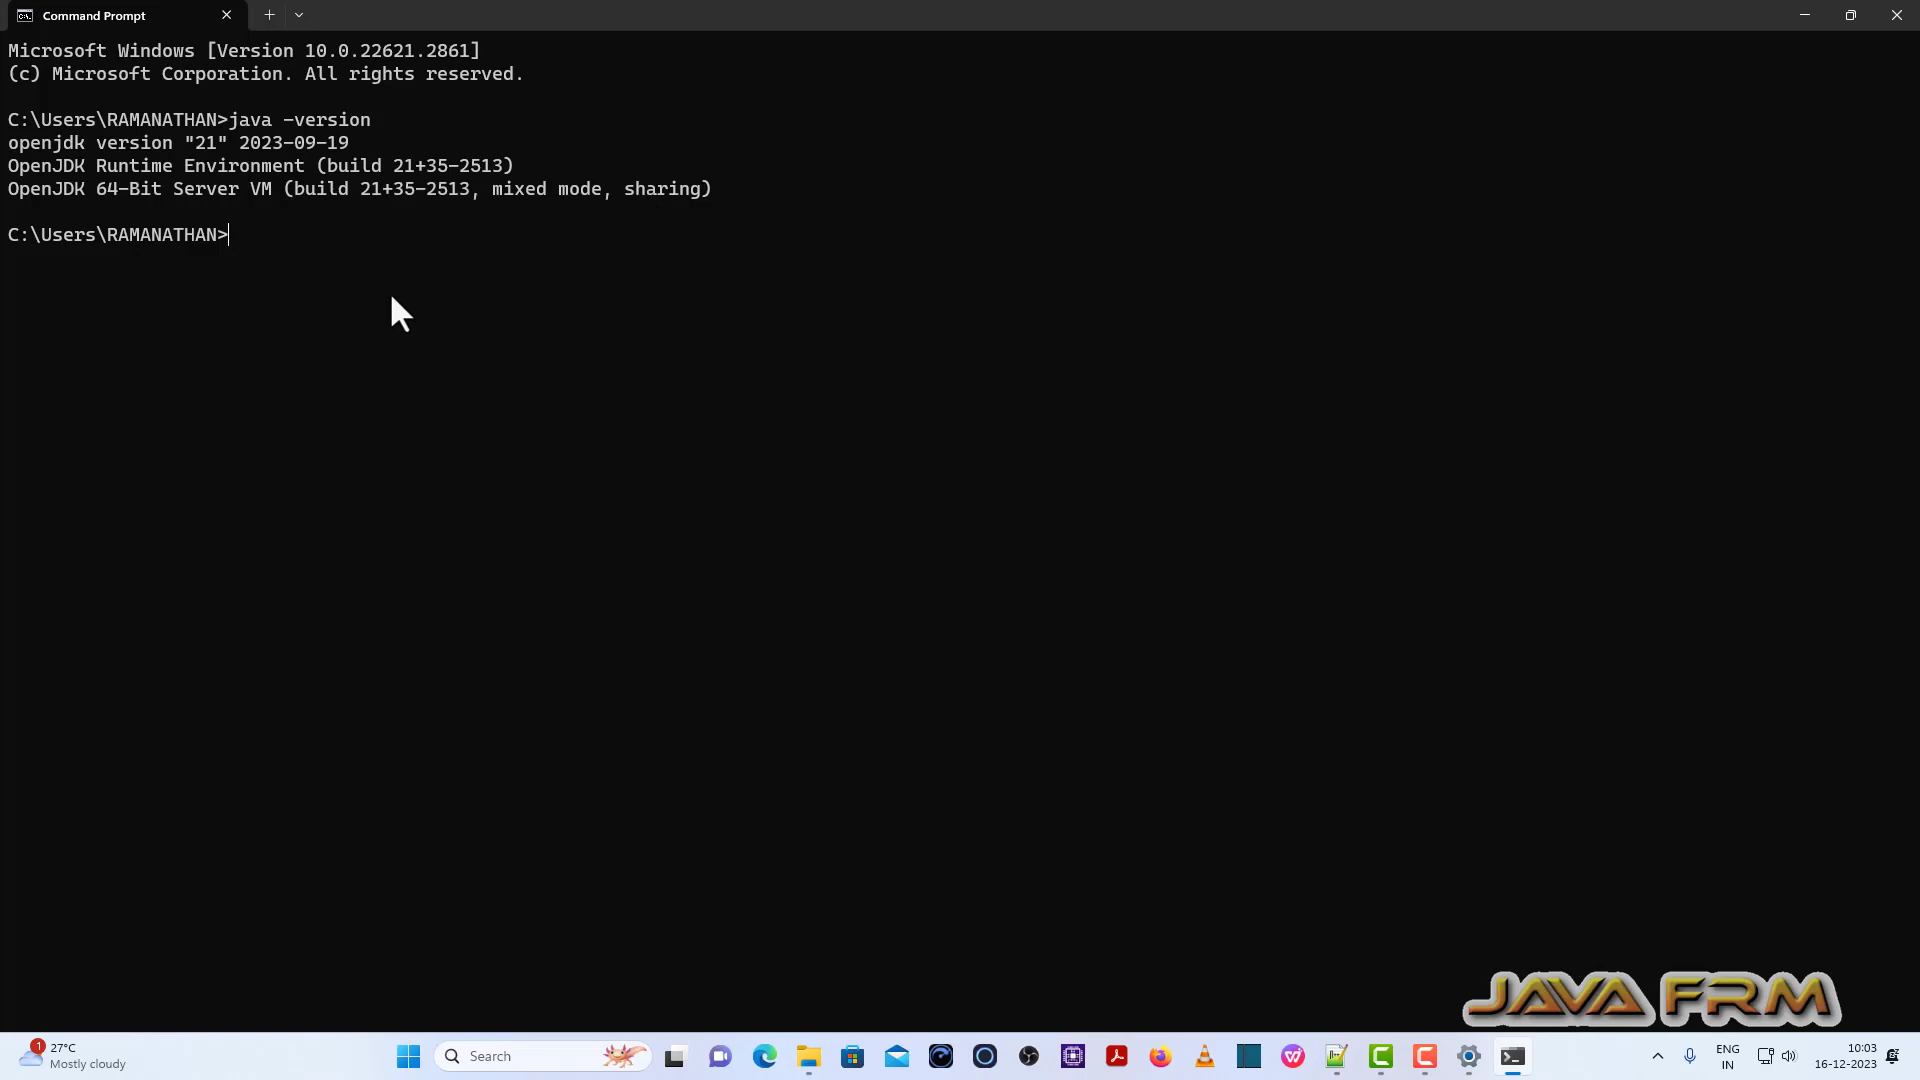 Command Prompt
Microsoft Windows [Version 10.0.22621.2861]
(c) Microsoft Corporation. All rights reserved.
C:\Users\RAMANATHAN>java -version
openjdk version "21" 2023-09-19
OpenJDK Runtime Environment (build 21+35-2513)
OpenJDK 64-Bit Server VM (build 21+35-2513, mixed mode, sharing)
C:\Users\RAMANATHAN>
JAVA FRM
1
27°C
Mostly cloudy
Search
ENG
IN
10:03
16-12-2023